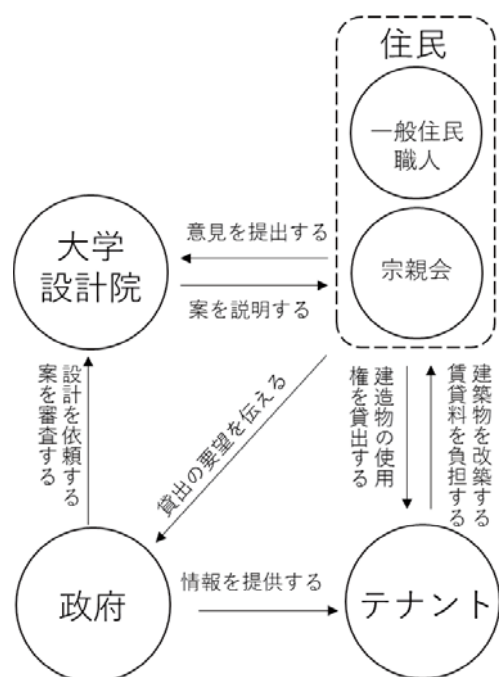 住民
一般住民
職人
宗親会
大学
設計院
意見を提出する
案を説明する
設計を依頼する
案を審査する
貸出の要望を伝える
建造物の使用
権を貸出する
建築物を改築する
賃貸料を負担する
政府
情報を提供する
テナント